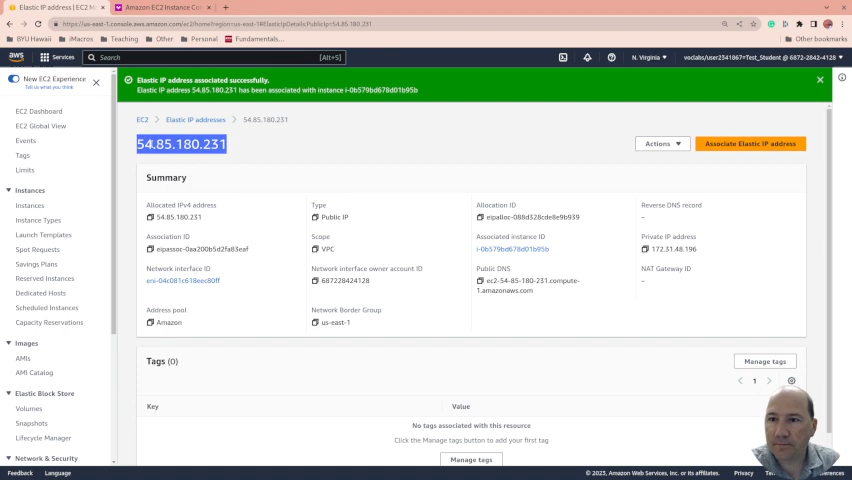 Elastic IP address | EC2 M
Amazon EC2 Instance Con
https://us-east-1.console.aws.amazon.com/ec2/home?region=us-east-1#ElasticIpDetails:PublicIp=54.85.180.231
BYU Hawaii
iMacros
Teaching
Other
Personal
Fundamentals...
Other bookmarks
aws
Services
Search
[Alt+S]
N. Virginia
voclabs/user2341067=Test_Student @ 6872-2842-4128
New EC2 Experience
Tell us what you think
EC2 Dashboard
EC2 Global View
Events
Tags
Limits
Instances
Instances
Instance Types
Launch Templates
Spot Requests
Savings Plans
Reserved Instances
Dedicated Hosts
Scheduled Instances
Capacity Reservations
Images
AMIs
AMI Catalog
Elastic Block Store
Volumes
Snapshots
Lifecycle Manager
Network & Security
Elastic IP address associated successfully.
Elastic IP address 54.85.180.231 has been associated with instance i-0b579bd678d01b95b
EC2
Elastic IP addresses
54.85.180.231
54.85.180.231
Actions
Associate Elastic IP address
Summary
Allocated IPv4 address
54.85.180.231
Type
Public IP
Allocation ID
eipalloc-088d328cde8e9b939
Reverse DNS record
–
Association ID
eipassoc-0aa200b5d2fa83eaf
Scope
VPC
Associated instance ID
i-0b579bd678d01b95b
Private IP address
172.31.48.196
Network interface ID
eni-04c081c618eec80ff
Network interface owner account ID
687228424128
Public DNS
ec2-54-85-180-231.compute-
1.amazonaws.com
NAT Gateway ID
–
Address pool
Amazon
Network Border Group
us-east-1
Tags (0)
Manage tags
1
Key
Value
No tags associated with this resource
Click the Manage tags button to add your first tag
Manage tags
Feedback
Language
© 2023, Amazon Web Services, Inc. or its affiliates.
Privacy